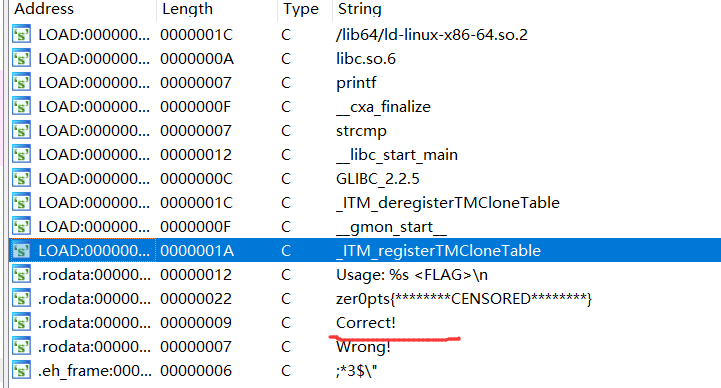 Address Length Type String
LOAD:000000... 0000001C C /lib64/ld-linux-x86-64.so.2
LOAD:000000... 0000000A C libc.so.6
LOAD:000000... 00000007 C printf
LOAD:000000... 0000000F C __cxa_finalize
LOAD:000000... 00000007 C strcmp
LOAD:000000... 00000012 C __libc_start_main
LOAD:000000... 0000000C C GLIBC_2.2.5
LOAD:000000... 0000001C C _ITM_deregisterTMCloneTable
LOAD:000000... 0000000F C __gmon_start__
LOAD:000000... 0000001A C _ITM_registerTMCloneTable
.rodata:00000... 00000012 C Usage: %s <FLAG>\n
.rodata:00000... 00000022 C zer0pts{********CENSORED********}
.rodata:00000... 00000009 C Correct!
.rodata:00000... 00000007 C Wrong!
.eh_frame:000... 00000006 C ;*3$\"